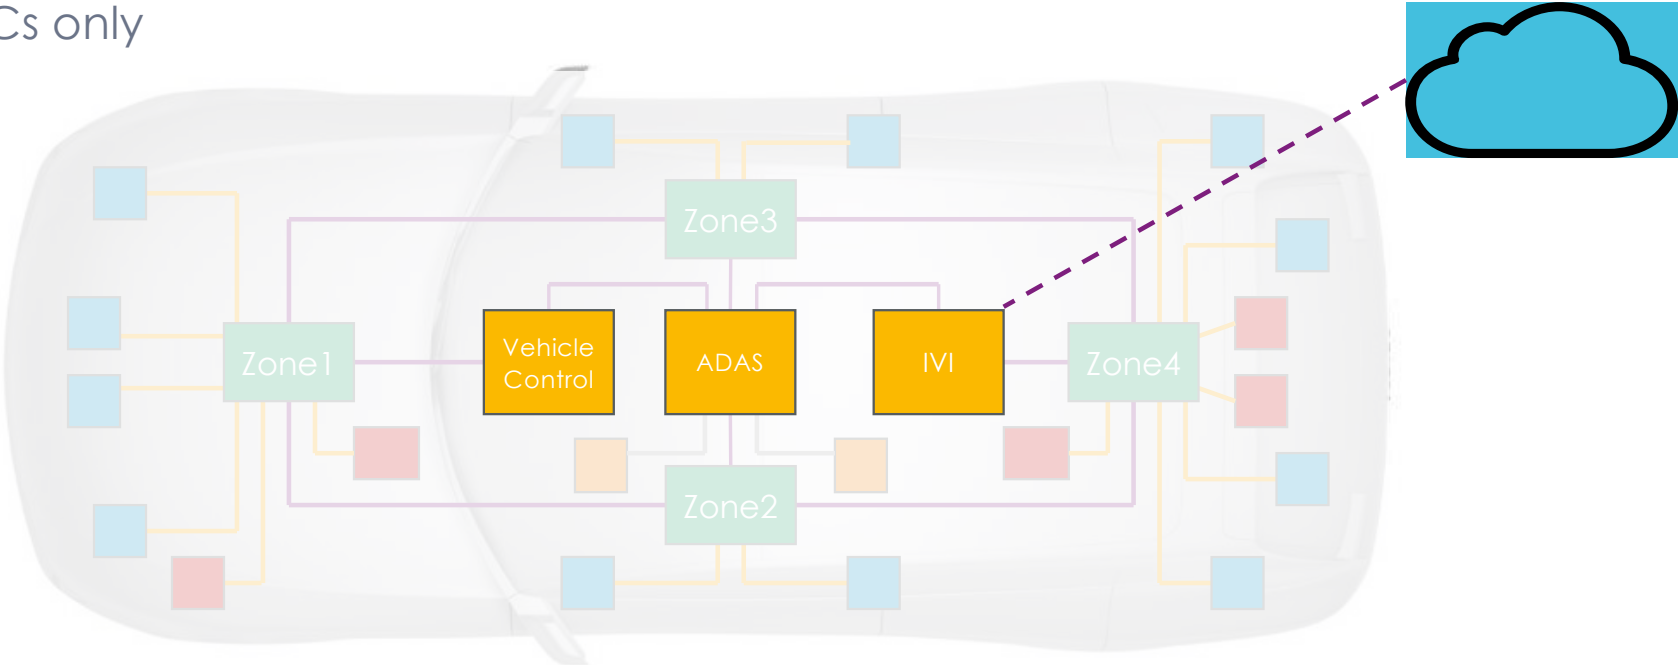 Cs only
Zone3
Zone1
Vehicle
Control
ADAS
IVI
Zone4
Zone2